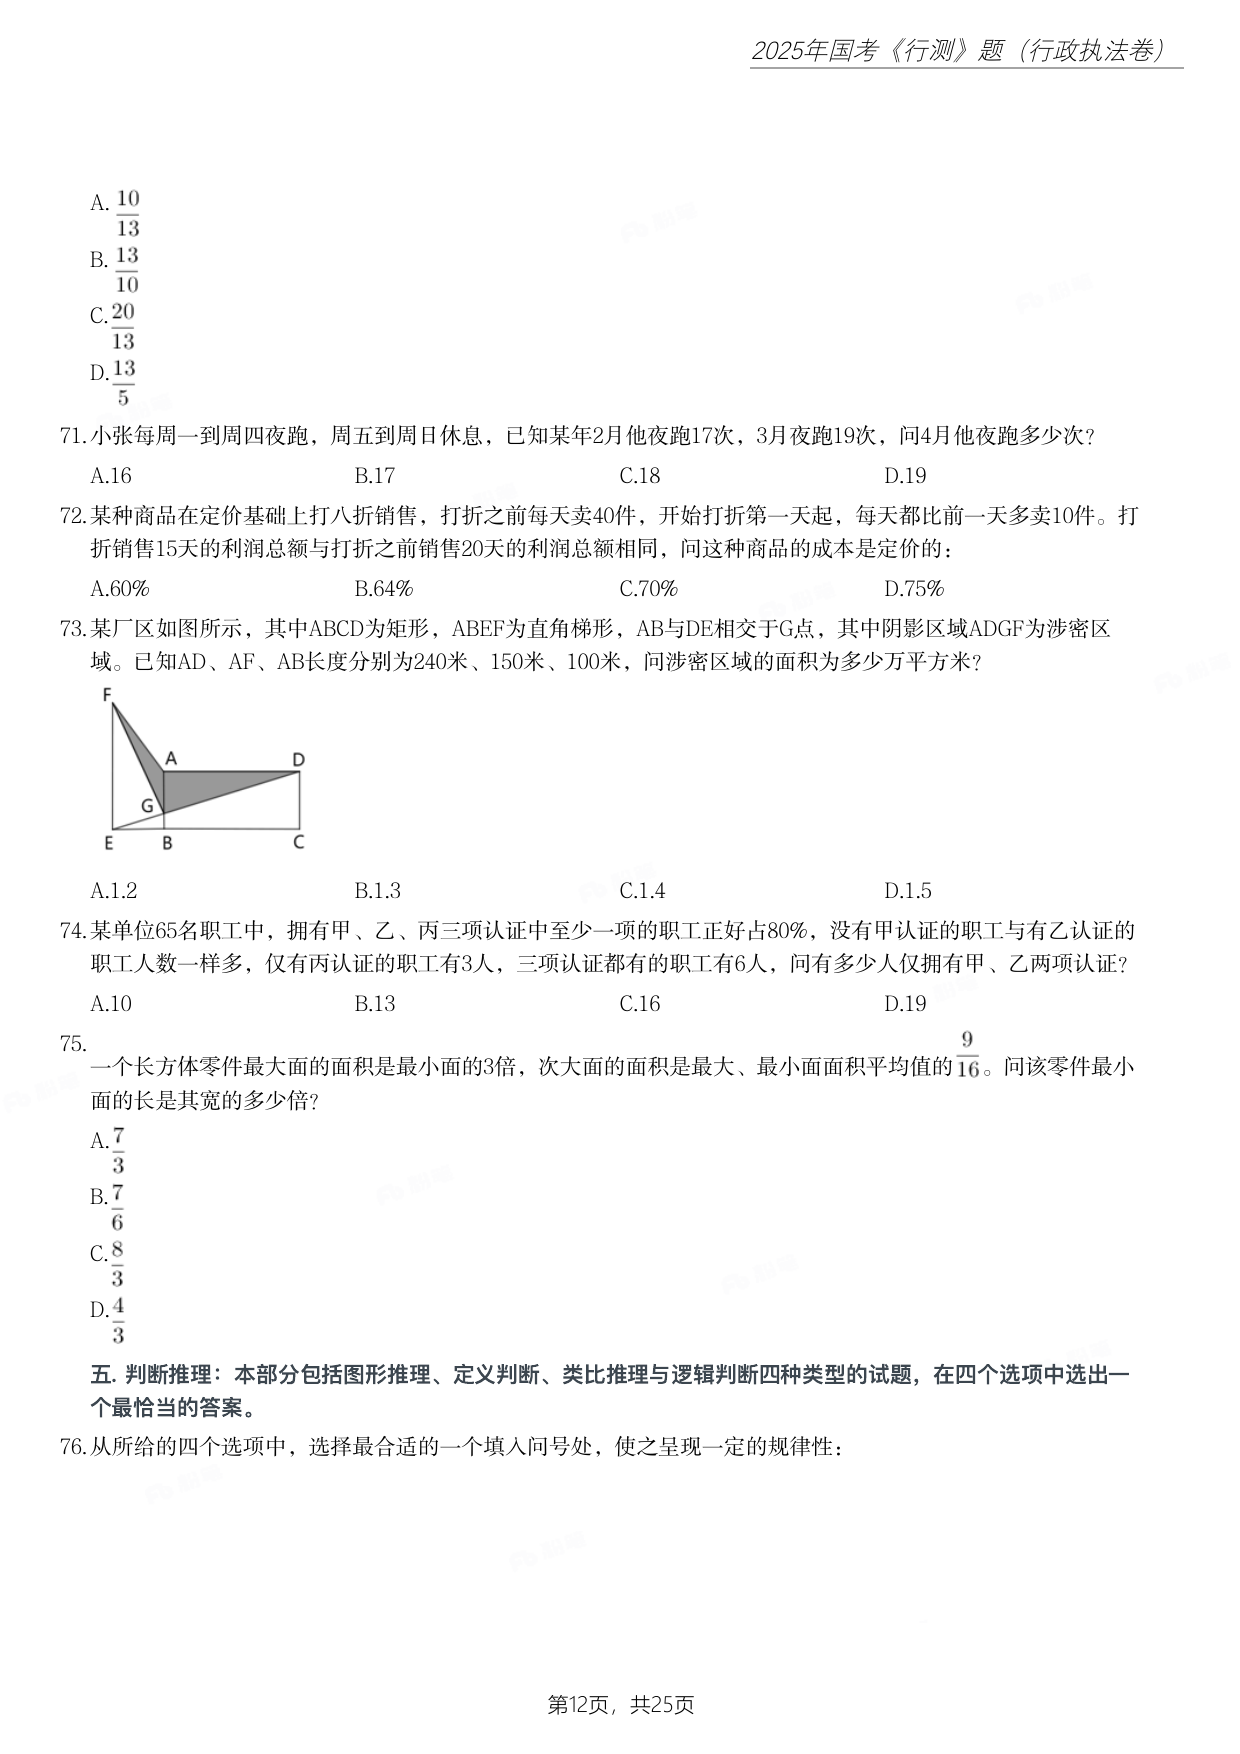 2025年国考《行测》题（行政执法卷）
A. 10/13
B. 13/10
C. 20/13
D. 13/5
71.小张每周一到周四夜跑，周五到周日休息，已知某年2月他夜跑17次，3月夜跑19次，问4月他夜跑多少次？
A.16 B.17 C.18 D.19
72.某种商品在定价基础上打八折销售，打折之前每天卖40件，开始打折第一天起，每天都比前一天多卖10件。打
折销售15天的利润总额与打折之前销售20天的利润总额相同，问这种商品的成本是定价的：
A.60% B.64% C.70% D.75%
73.某厂区如图所示，其中ABCD为矩形，ABEF为直角梯形，AB与DE相交于G点，其中阴影区域ADGF为涉密区
域。已知AD、AF、AB长度分别为240米、150米、100米，问涉密区域的面积为多少万平方米？
F
A D
G
E B C
A.1.2 B.1.3 C.1.4 D.1.5
74.某单位65名职工中，拥有甲、乙、丙三项认证中至少一项的职工正好占80%，没有甲认证的职工与有乙认证的
职工人数一样多，仅有丙认证的职工有3人，三项认证都有的职工有6人，问有多少人仅拥有甲、乙两项认证？
A.10 B.13 C.16 D.19
75.
一个长方体零件最大面的面积是最小面的3倍，次大面的面积是最大、最小面面积平均值的9/16。问该零件最小
面的长是其宽的多少倍？
A. 7/3
B. 7/6
C. 8/3
D. 4/3
五. 判断推理：本部分包括图形推理、定义判断、类比推理与逻辑判断四种类型的试题，在四个选项中选出一
个最恰当的答案。
76.从所给的四个选项中，选择最合适的一个填入问号处，使之呈现一定的规律性：
第12页，共25页